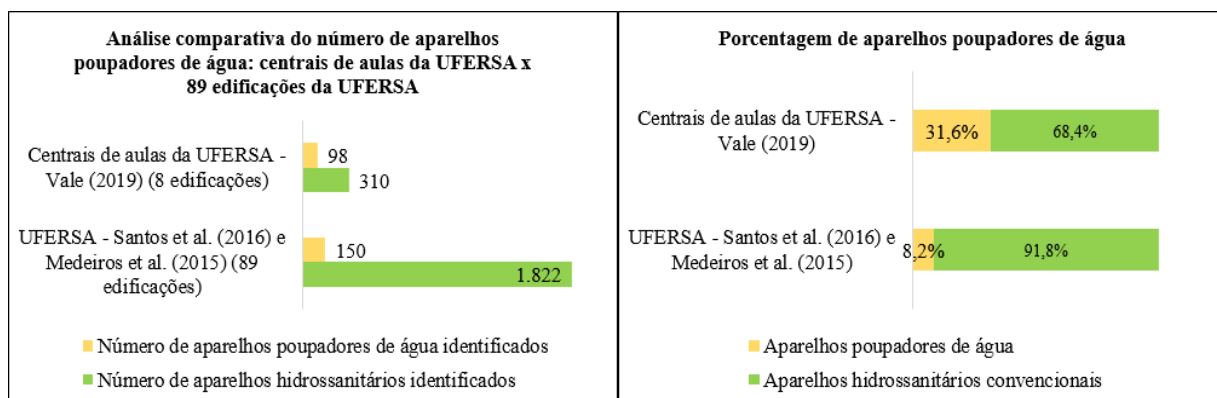 Análise comparativa do número de aparelhos
poupadores de água: centrais de aulas da UFERSA x
89 edificações da UFERSA
Centrais de aulas da UFERSA -
Vale (2019) (8 edificações)
98
310
UFERSA - Santos et al. (2016) e
Medeiros et al. (2015) (89
edificações)
150
1.822
Número de aparelhos poupadores de água identificados
Número de aparelhos hidrossanitários identificados
Porcentagem de aparelhos poupadores de água
Centrais de aulas da UFERSA -
Vale (2019)
31,6%
68,4%
UFERSA - Santos et al. (2016) e
Medeiros et al. 2015)
8,2%
91,8%
Aparelhos poupadores de água
Aparelhos hidrossanitários convencionais